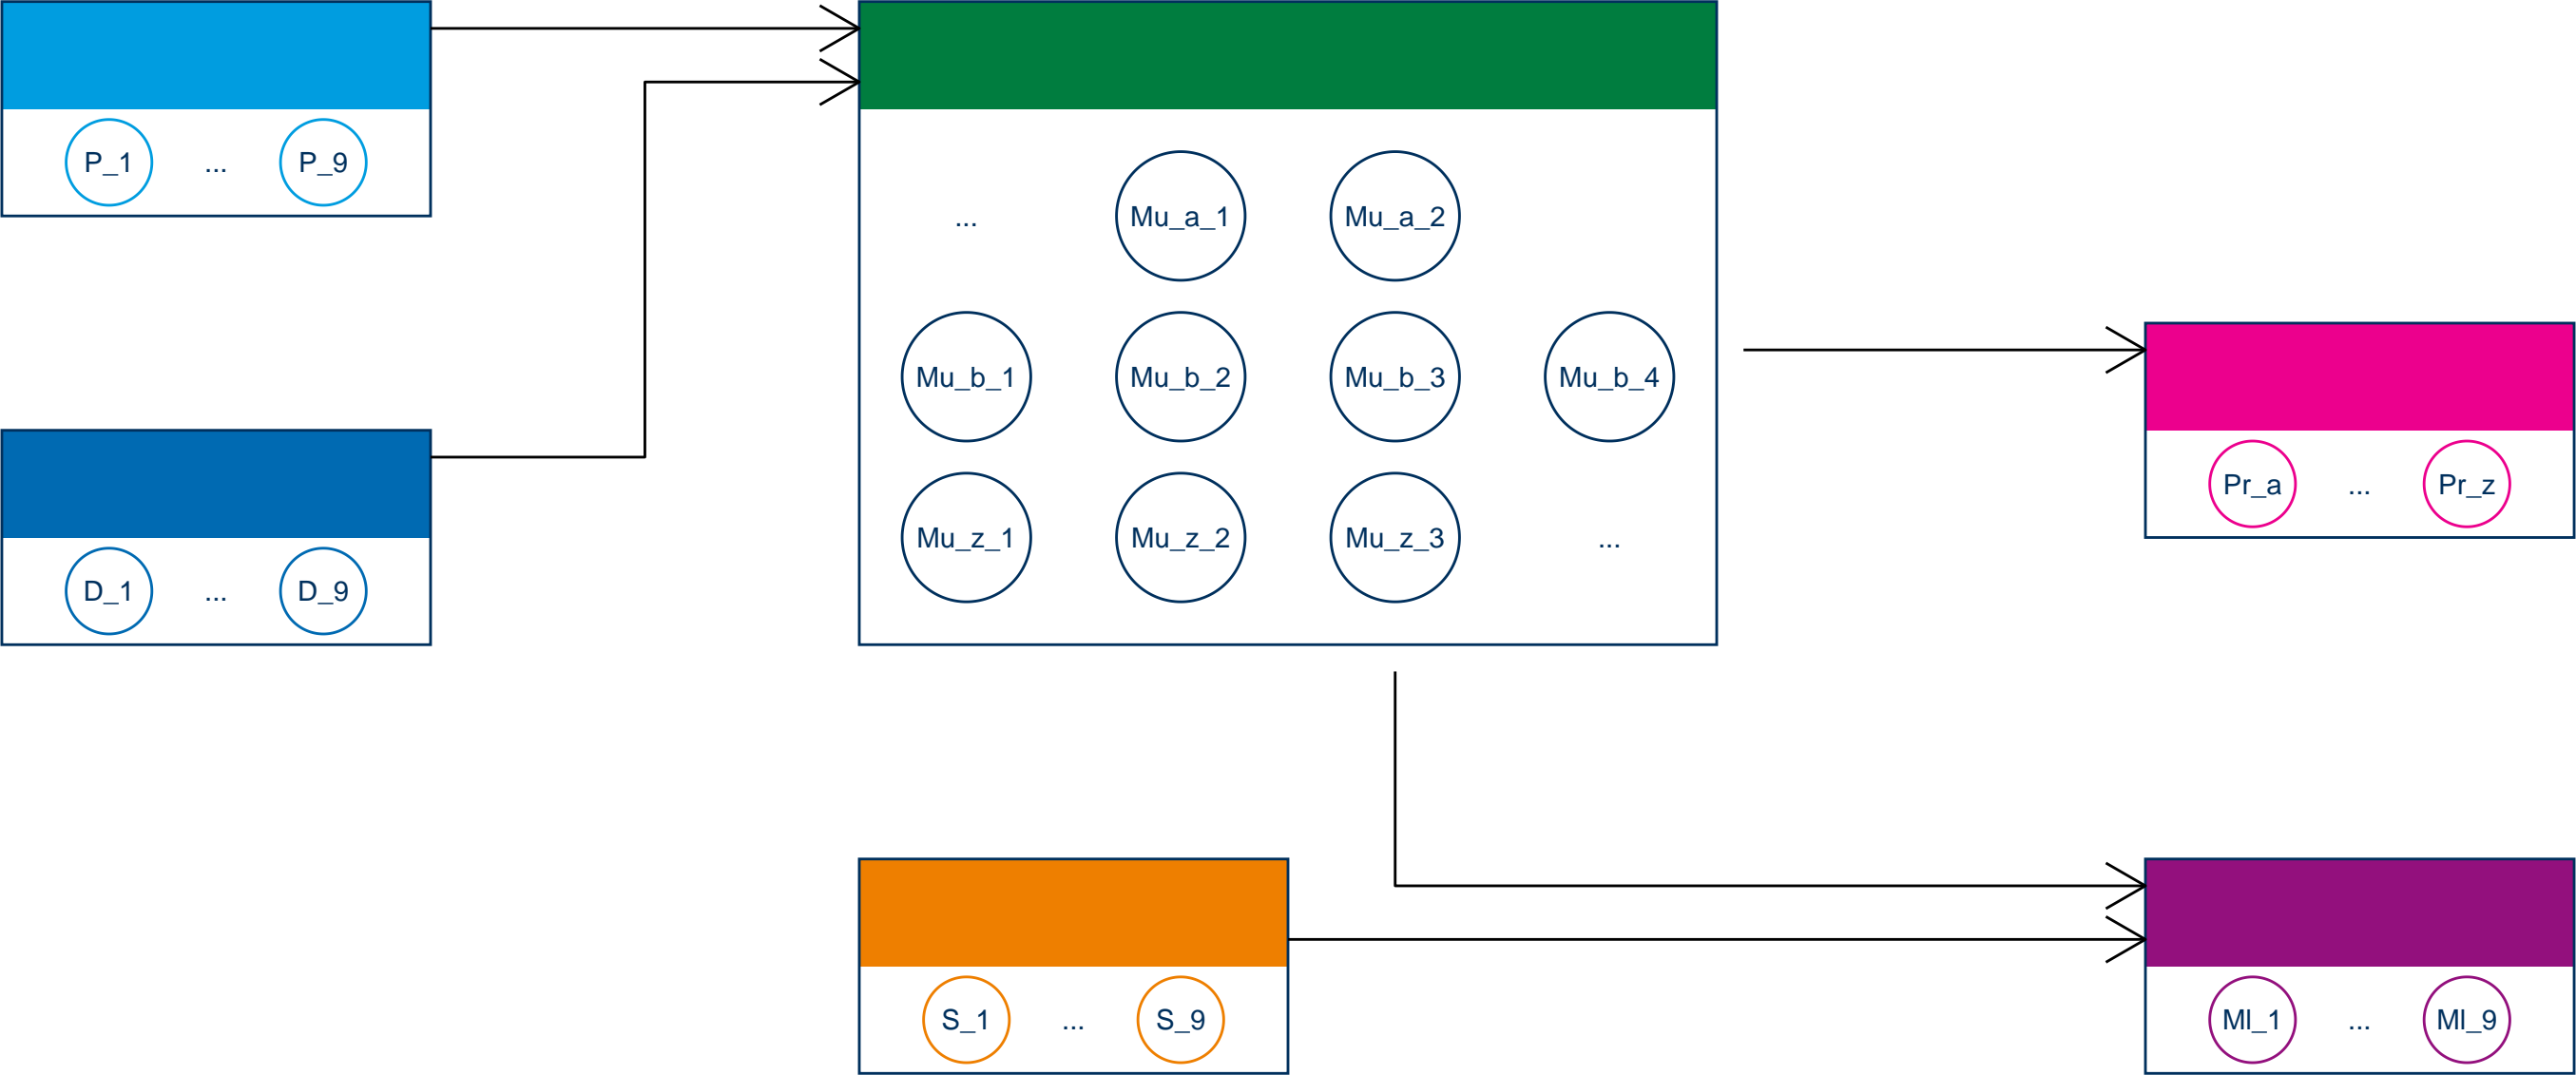 P_1 ... P_9
... Mu_a_1 Mu_a_2
Mu_b_1 Mu_b_2 Mu_b_3 Mu_b_4
Mu_z_1 Mu_z_2 Mu_z_3 ...
D_1 ... D_9
Pr_a ... Pr_z
S_1 ... S_9
Ml_1 ... Ml_9